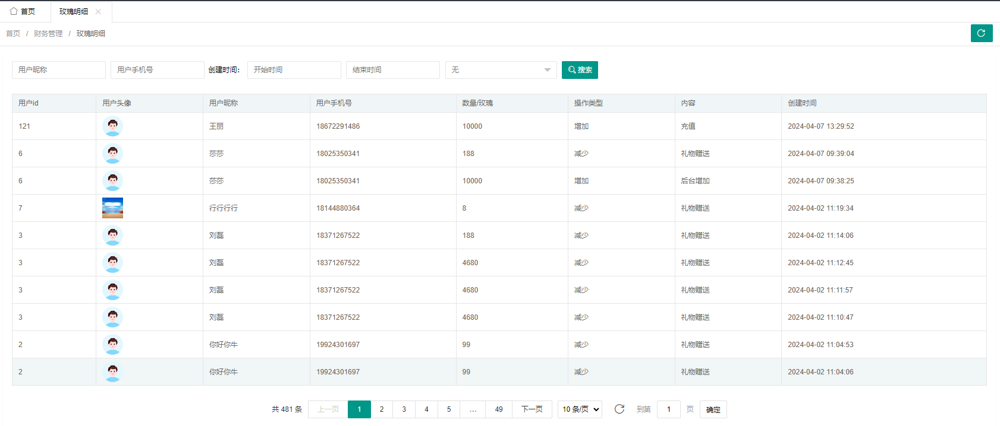 首页 玫瑰明细
首页 / 财务管理 / 玫瑰明细
用户昵称 用户手机号 创建时间： 开始时间 结束时间 无 搜索
用户id 用户头像 用户昵称 用户手机号 数量/玫瑰 操作类型 内容 创建时间
121 王丽 18672291486 10000 增加 充值 2024-04-07 13:29:52
6 莎莎 18025350341 188 减少 礼物赠送 2024-04-07 09:39:04
6 莎莎 18025350341 10000 增加 后台增加 2024-04-07 09:38:25
7 行行行行 18144880364 8 减少 礼物赠送 2024-04-02 11:19:34
3 刘磊 18371267522 188 减少 礼物赠送 2024-04-02 11:14:06
3 刘磊 18371267522 4680 减少 礼物赠送 2024-04-02 11:12:45
3 刘磊 18371267522 4680 减少 礼物赠送 2024-04-02 11:11:57
3 刘磊 18371267522 4680 减少 礼物赠送 2024-04-02 11:10:47
2 你好你牛 19924301697 99 减少 礼物赠送 2024-04-02 11:04:53
2 你好你牛 19924301697 99 减少 礼物赠送 2024-04-02 11:04:06
共 481 条 上一页 1 2 3 4 5 … 49 下一页 10 条/页 到第 1 页 确定